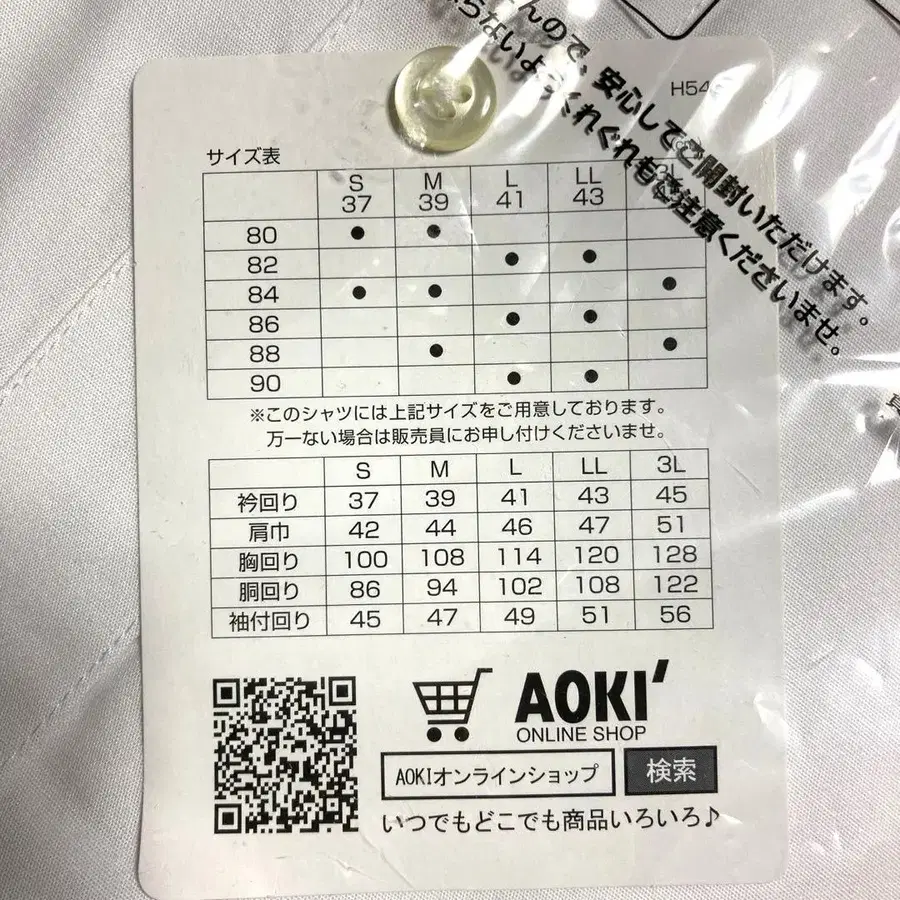 んので、安心してご開封いただけます。
らないようくれぐれもご注意くださいませ。
H54
サイズ表
S M L LL
37 39 41 43
80 ● ●
82 ● ●
84 ● ● ●
86 ● ●
88 ● ●
90 ● ●
※このシャツには上記サイズをご用意しております。
万一ない場合は販売員にお申し付けくださいませ。
S M L LL 3L
衿回り 37 39 41 43 45
肩巾 42 44 46 47 51
胸回り 100 108 114 120 128
胴回り 86 94 102 108 122
袖付回り 45 47 49 51 56
AOKI'
ONLINE SHOP
AOKIオンラインショップ 検索
いつでもどこでも商品いろいろ♪